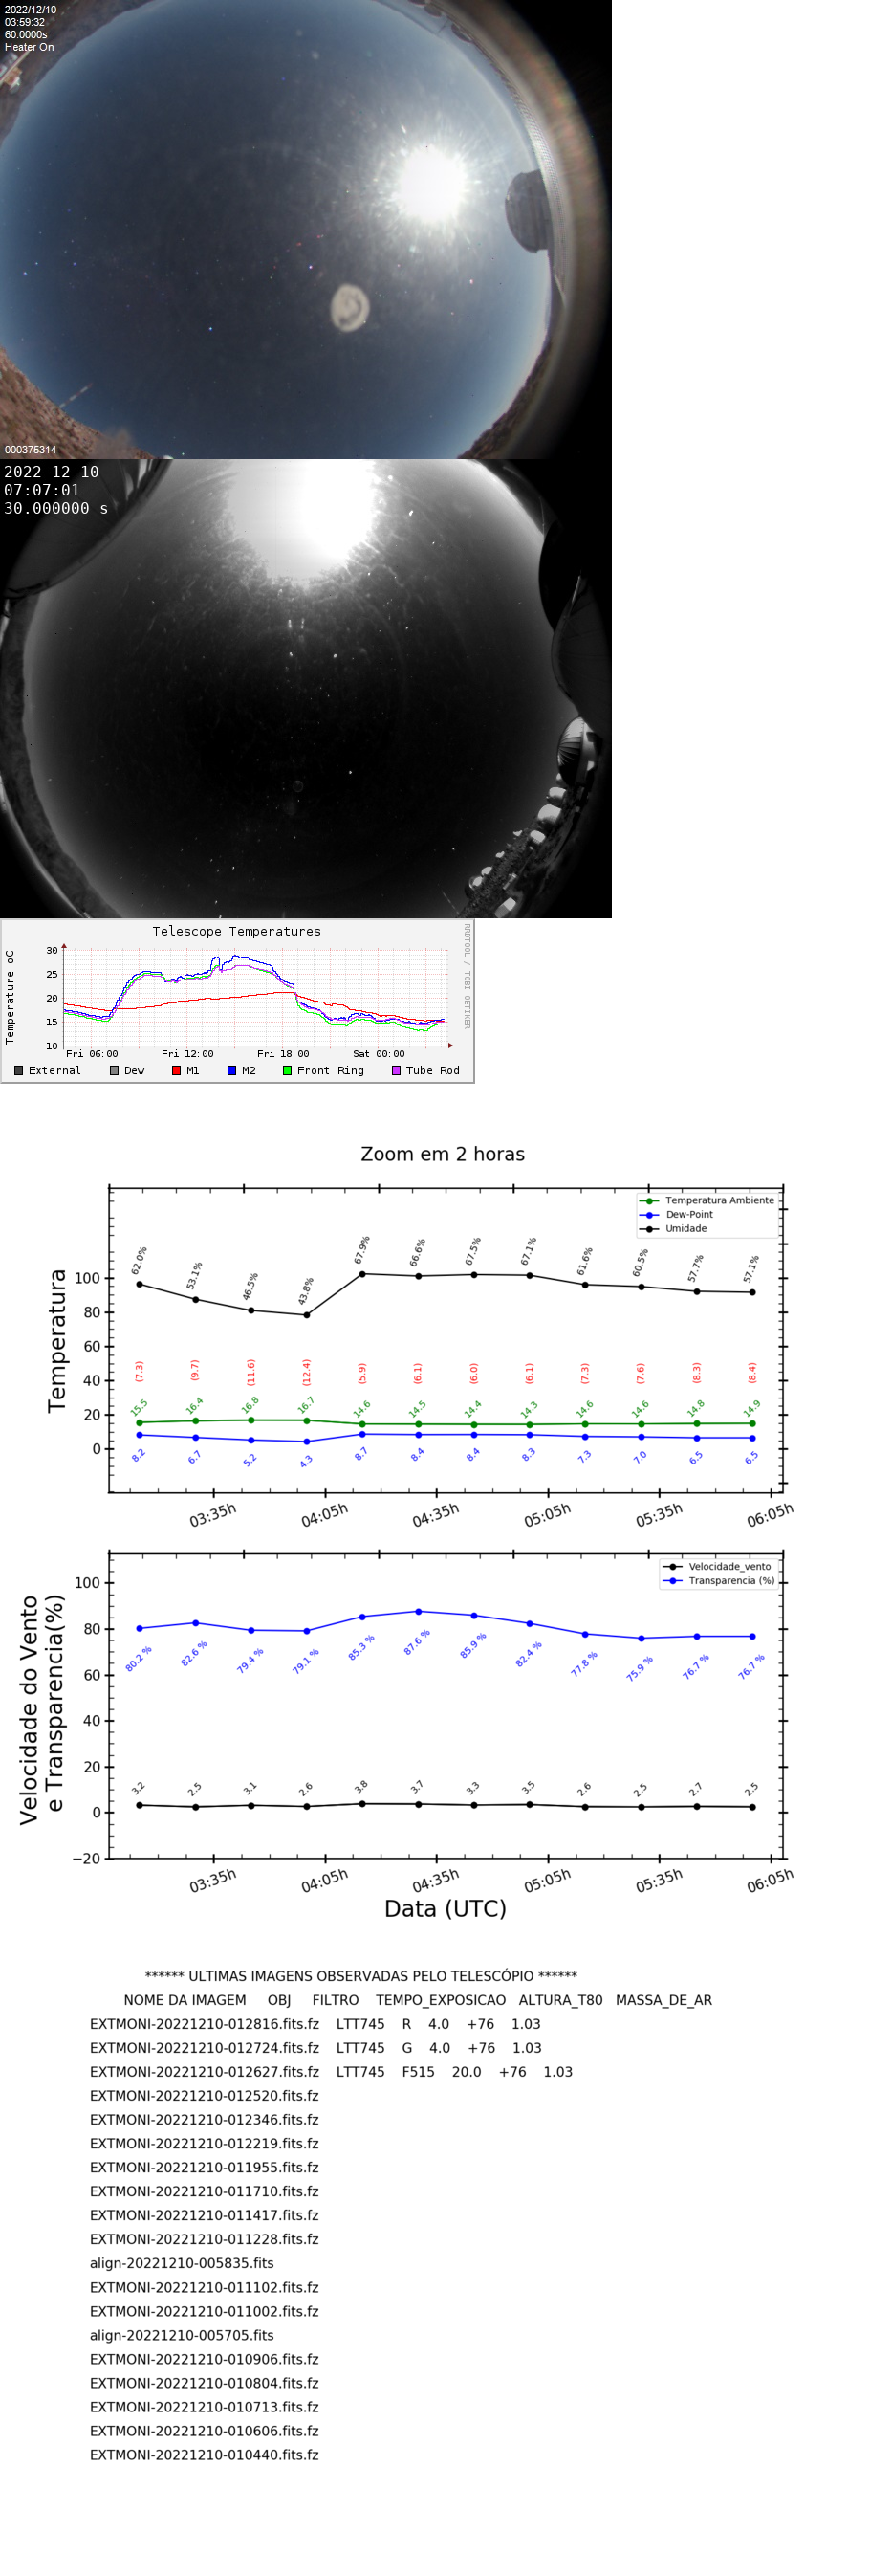 2022/12/10
03:59:32
60.0000s
Heater On
000375314
2022-12-10
07:07:01
30.000000 s
Telescope Temperatures
RRDTOOL / TOBI OETIKER
Temperature oC
30
25
20
15
10
Fri 06:00 Fri 12:00 Fri 18:00 Sat 00:00
External Dew M1 M2 Front Ring Tube Rod
Zoom em 2 horas
Temperatura Ambiente
Dew-Point
Umidade
Temperatura
100
80
60
40
20
0
62.0% 53.1% 46.5% 43.8% 67.9% 66.6% 67.5% 67.1% 61.6% 60.5% 57.7% 57.1%
(7.3) (9.7) (11.6) (12.4) (5.9) (6.1) (6.0) (6.1) (7.3) (7.6) (8.3) (8.4)
15.5 16.4 16.8 16.7 14.6 14.5 14.4 14.3 14.6 14.6 14.8 14.9
8.2 6.7 5.2 4.3 8.7 8.4 8.4 8.3 7.3 7.0 6.5 6.5
03:35h 04:05h 04:35h 05:05h 05:35h 06:05h
Velocidade_vento
Transparencia (%)
Velocidade do Vento
e Transparencia(%)
100
80
60
40
20
0
−20
80.2 % 82.6 % 79.4 % 79.1 % 85.3 % 87.6 % 85.9 % 82.4 % 77.8 % 75.9 % 76.7 % 76.7 %
3.2 2.5 3.1 2.6 3.8 3.7 3.3 3.5 2.6 2.5 2.7 2.5
03:35h 04:05h 04:35h 05:05h 05:35h 06:05h
Data (UTC)
****** ULTIMAS IMAGENS OBSERVADAS PELO TELESCÓPIO ******
NOME DA IMAGEM OBJ FILTRO TEMPO_EXPOSICAO ALTURA_T80 MASSA_DE_AR
EXTMONI-20221210-012816.fits.fz LTT745 R 4.0 +76 1.03
EXTMONI-20221210-012724.fits.fz LTT745 G 4.0 +76 1.03
EXTMONI-20221210-012627.fits.fz LTT745 F515 20.0 +76 1.03
EXTMONI-20221210-012520.fits.fz
EXTMONI-20221210-012346.fits.fz
EXTMONI-20221210-012219.fits.fz
EXTMONI-20221210-011955.fits.fz
EXTMONI-20221210-011710.fits.fz
EXTMONI-20221210-011417.fits.fz
EXTMONI-20221210-011228.fits.fz
align-20221210-005835.fits
EXTMONI-20221210-011102.fits.fz
EXTMONI-20221210-011002.fits.fz
align-20221210-005705.fits
EXTMONI-20221210-010906.fits.fz
EXTMONI-20221210-010804.fits.fz
EXTMONI-20221210-010713.fits.fz
EXTMONI-20221210-010606.fits.fz
EXTMONI-20221210-010440.fits.fz